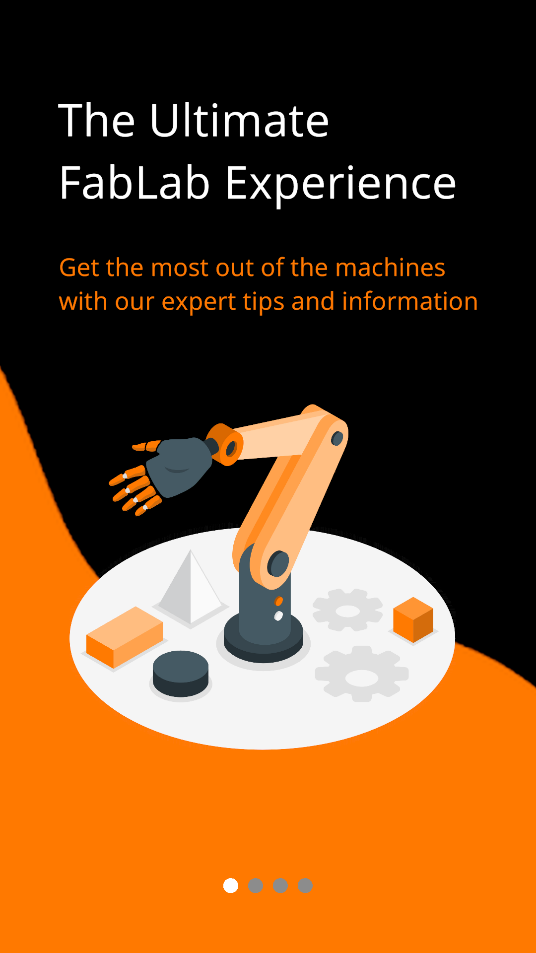 The Ultimate
FabLab Experience
Get the most out of the machines
with our expert tips and information